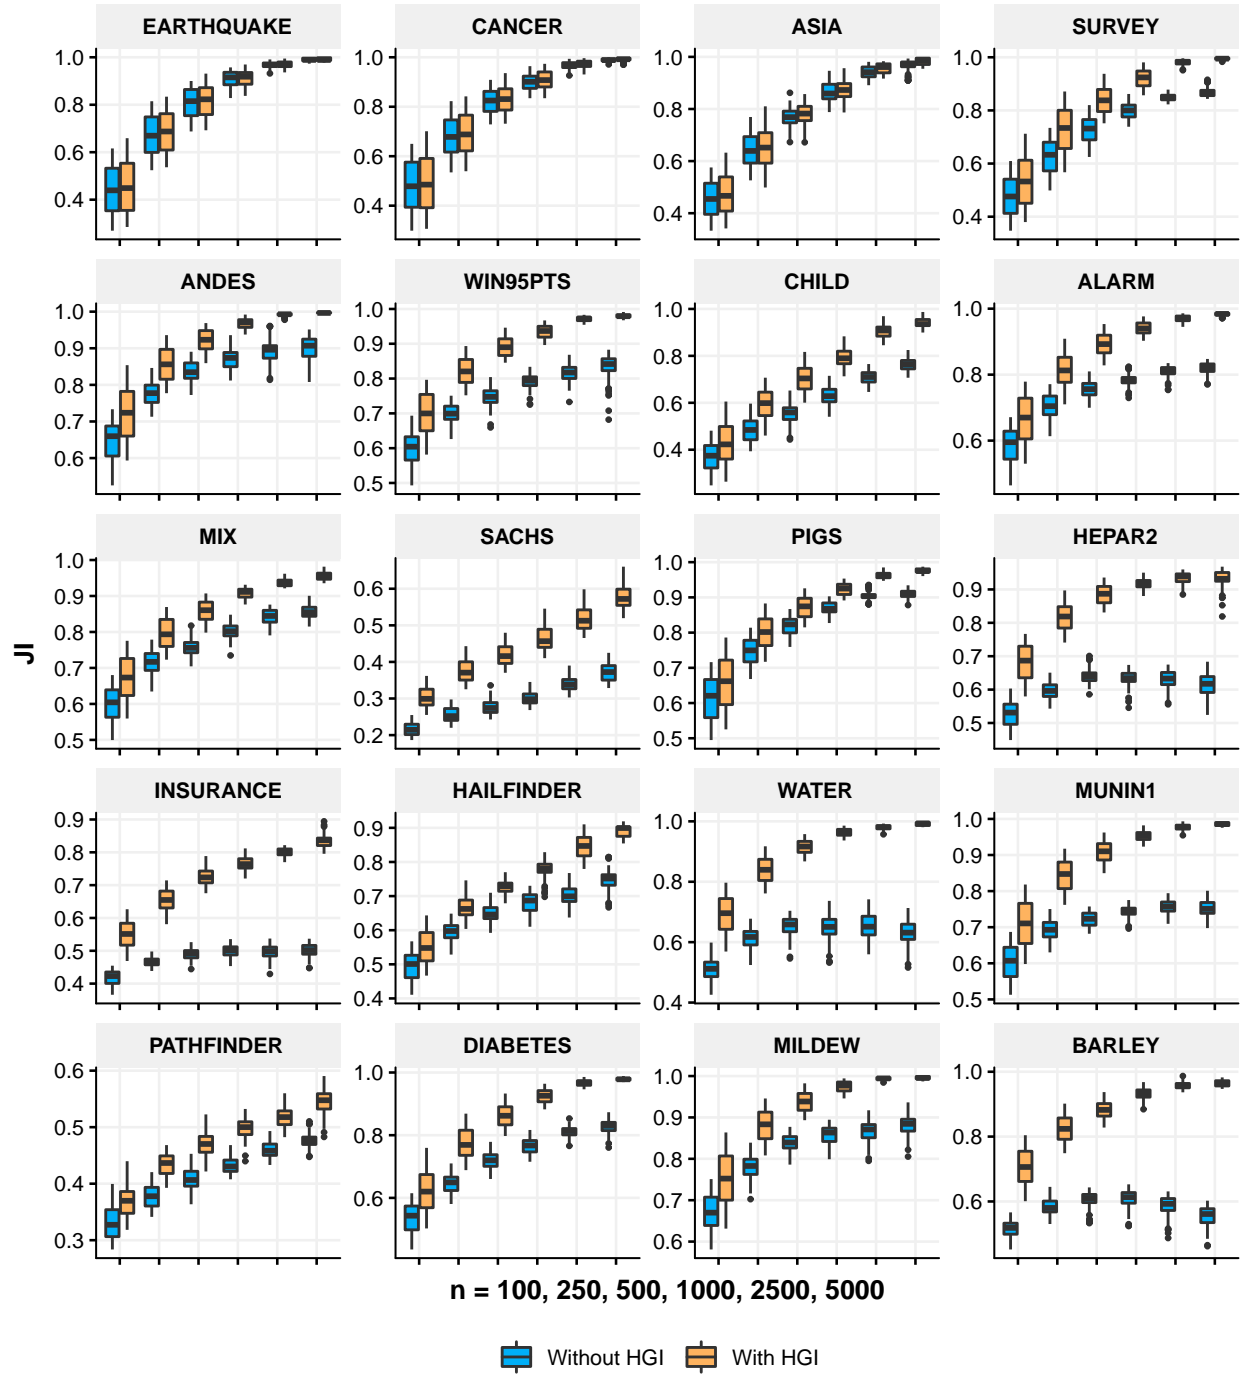 EARTHQUAKE CANCER ASIA SURVEY
1.0 1.0 1.0 1.0
0.8 0.8 0.8 0.8
0.6 0.6 0.6 0.6
0.4 0.4 0.4 0.4
ANDES WIN95PTS CHILD ALARM
1.0 1.0 1.0 1.0
0.9 0.9 0.8 0.8
0.8 0.8 0.6 0.6
0.7 0.7 0.4
0.6 0.6
0.5
MIX SACHS PIGS HEPAR2
1.0 0.6 1.0 0.9
0.9 0.5 0.9 0.8
0.8 0.4 0.8 0.7
0.7 0.3 0.7 0.6
0.6 0.2 0.6 0.5
0.5 0.5
JI
INSURANCE HAILFINDER WATER MUNIN1
0.9 0.9 1.0 1.0
0.8 0.8 0.8 0.9
0.7 0.7 0.6 0.8
0.6 0.6 0.4 0.7
0.5 0.5 0.6
0.4 0.4 0.5
PATHFINDER DIABETES MILDEW BARLEY
0.6 1.0 1.0 1.0
0.5 0.8 0.9 0.8
0.4 0.6 0.8 0.6
0.3 0.7
0.6
n = 100, 250, 500, 1000, 2500, 5000
Without HGI With HGI